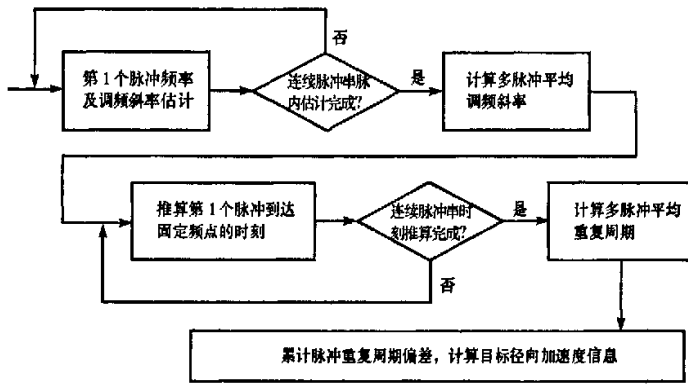 否
第1个脉冲频率
及调频斜率估计
连续脉冲串脉
内估计完成?
是
计算多脉冲平均
调频斜率
推算第1个脉冲到达
固定频点的时刻
连续脉冲串时
刻推算完成?
是
计算多脉冲平均
重复周期
否
累计脉冲重复周期偏差，计算目标径向加速度信息